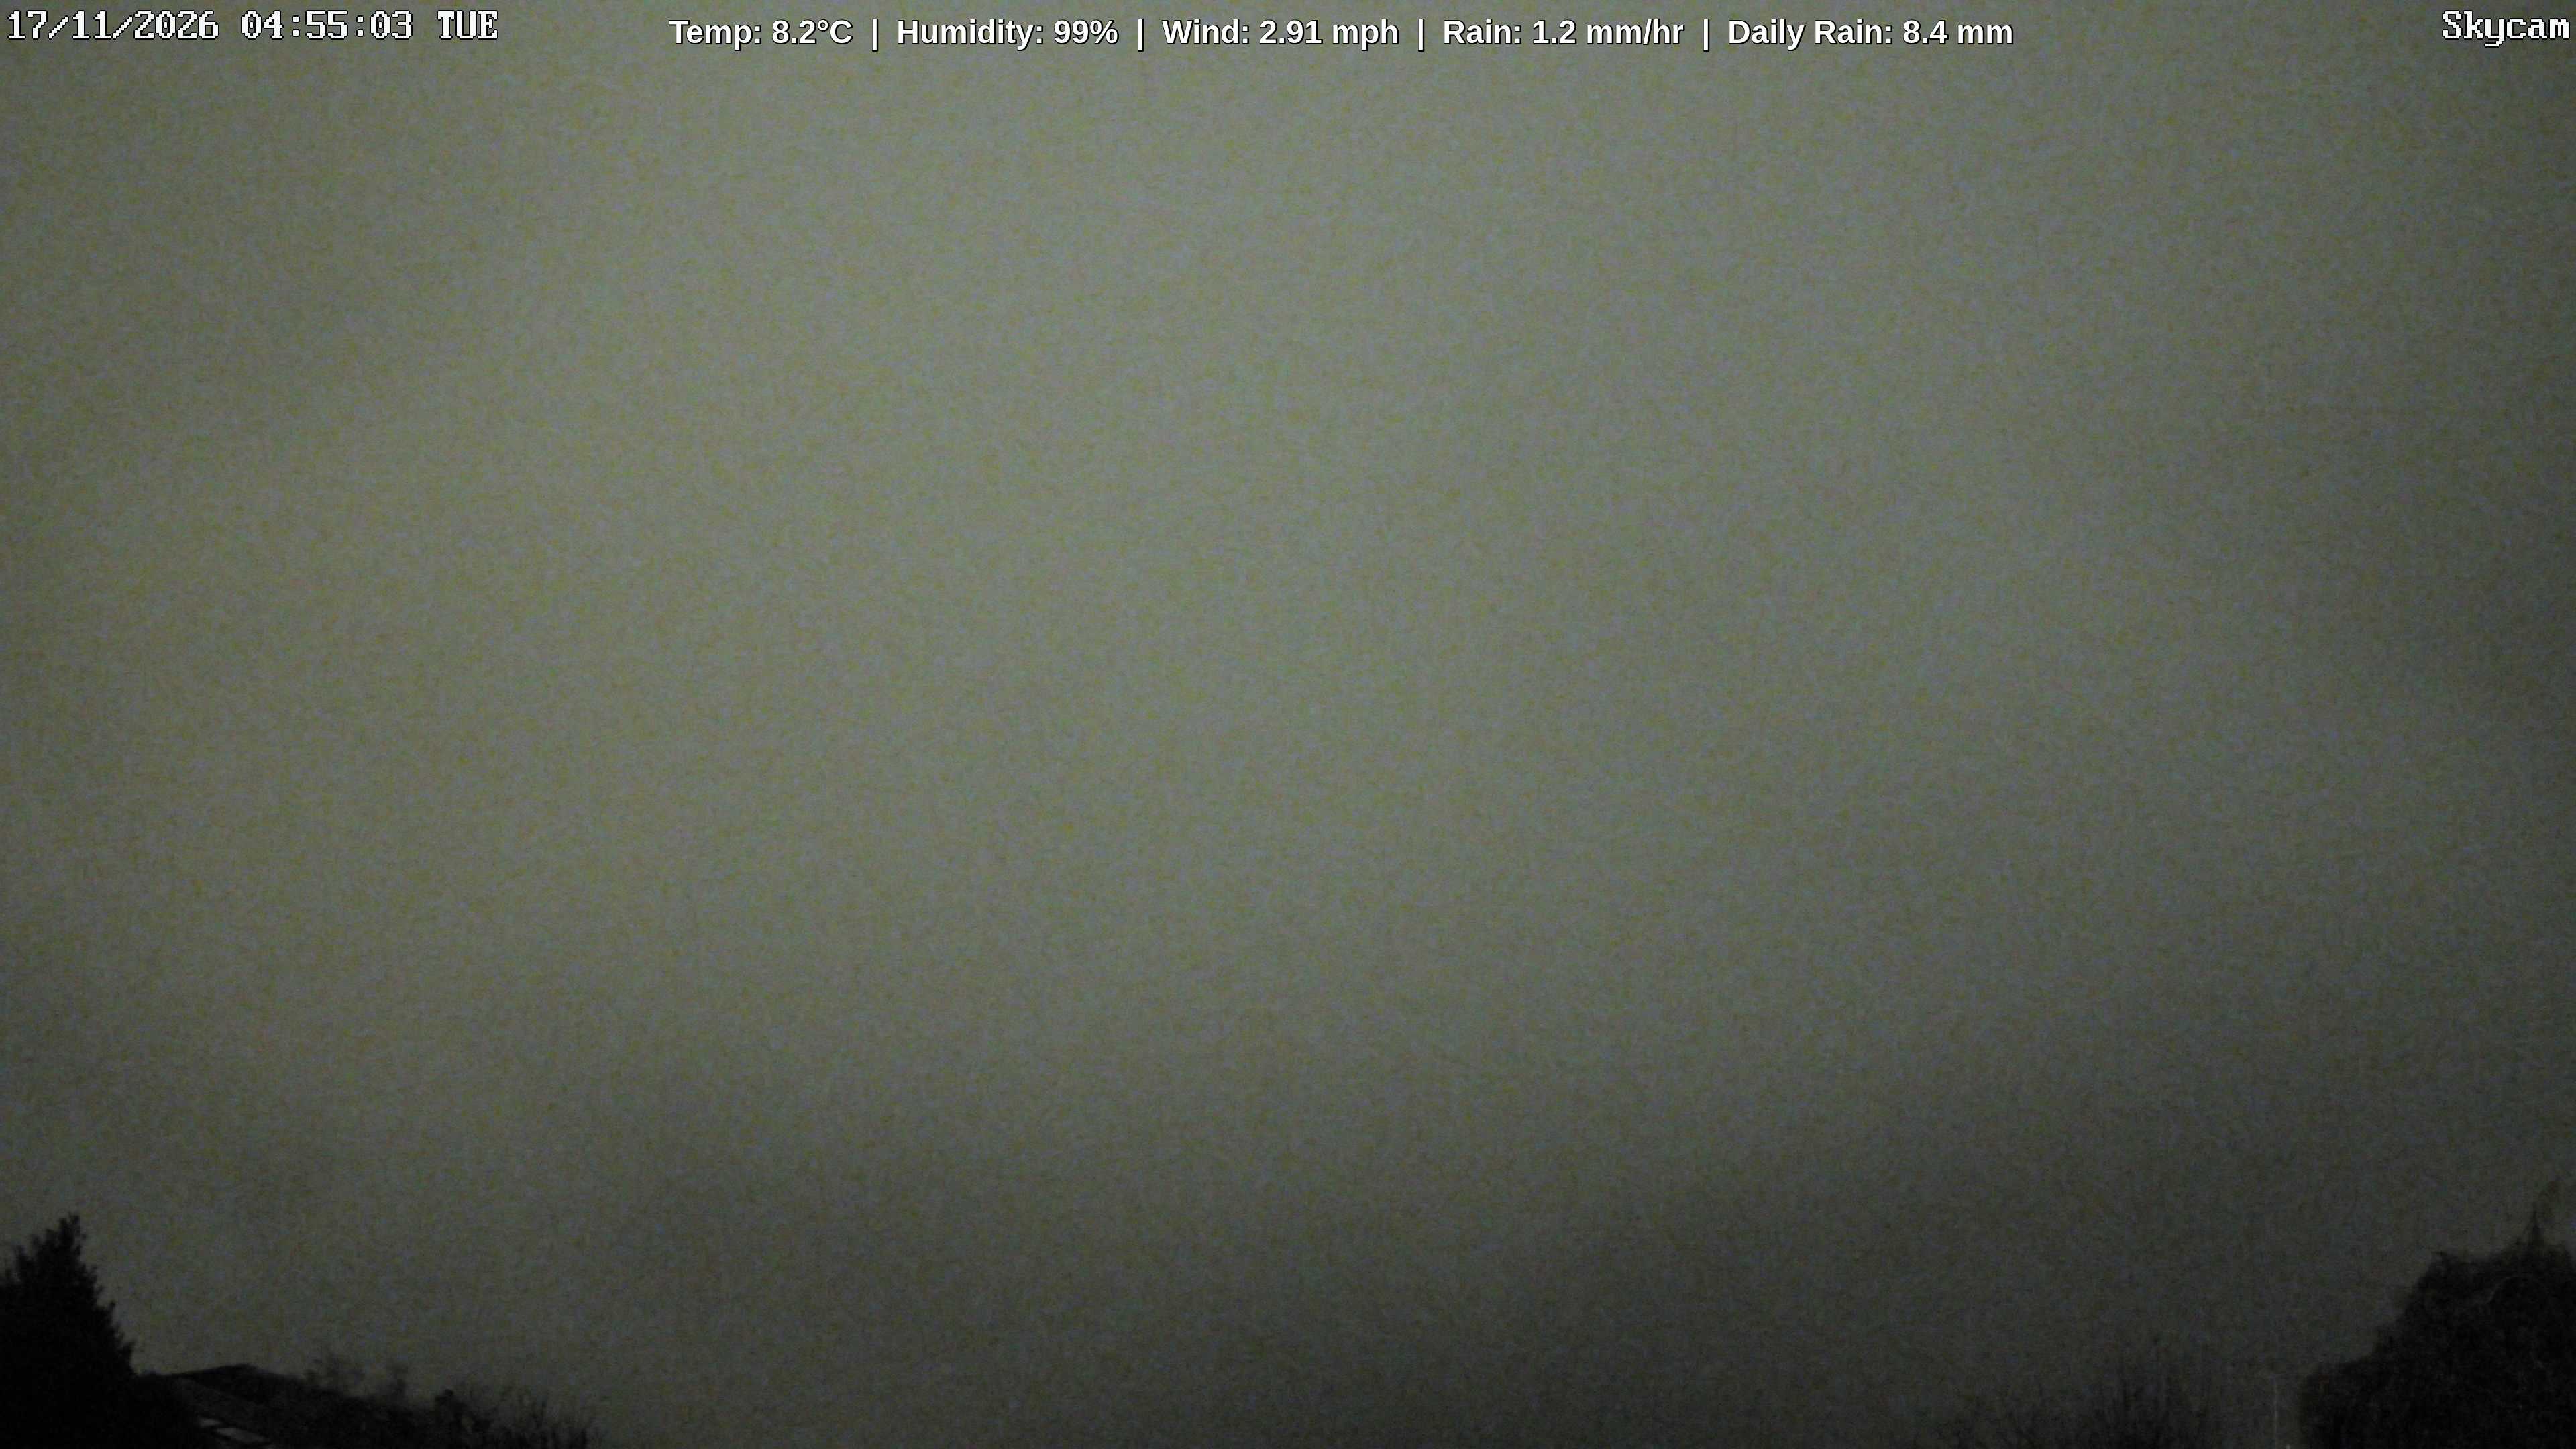 17/11/2026 04:55:03 TUE
Temp: 8.2°C | Humidity: 99% | Wind: 2.91 mph | Rain: 1.2 mm/hr | Daily Rain: 8.4 mm
Skycam